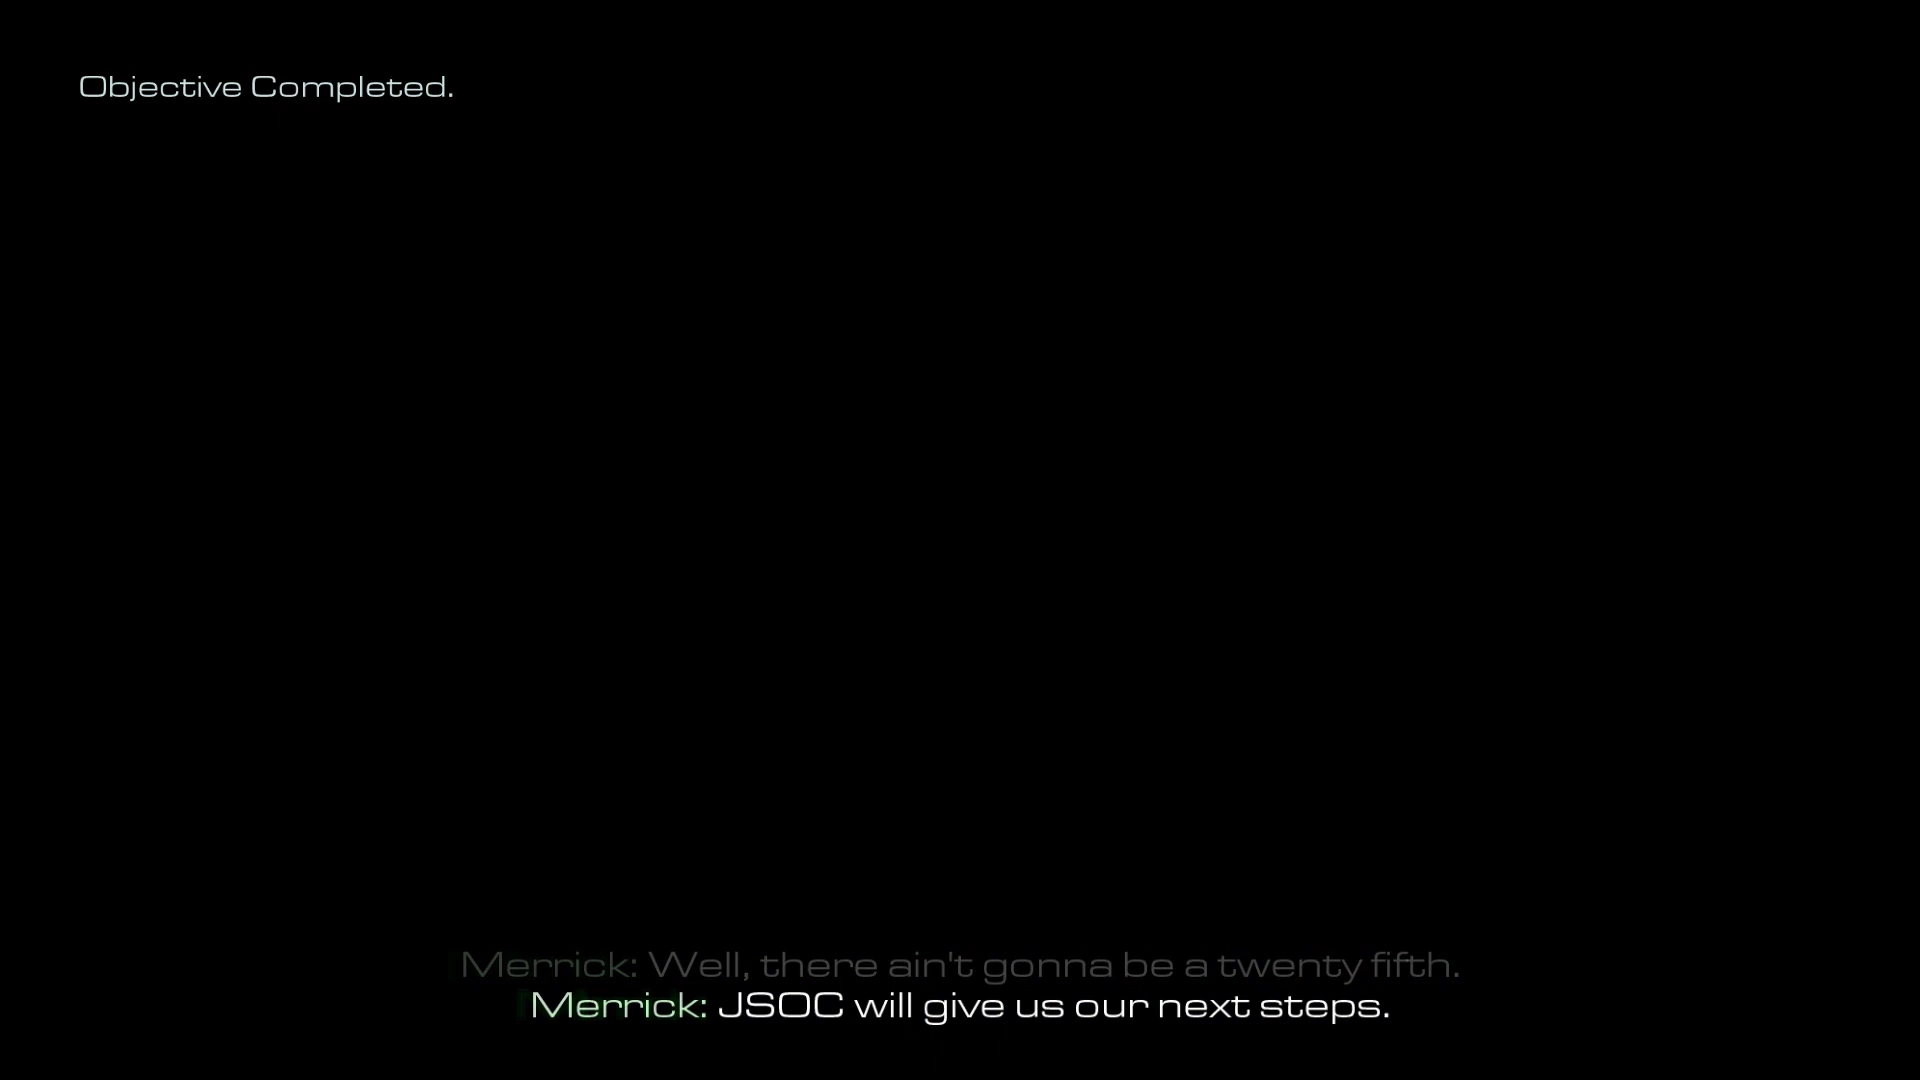 Objective Completed.
Merrick: Well, there ain't gonna be a twenty fifth.
Merrick: JSOC will give us our next steps.